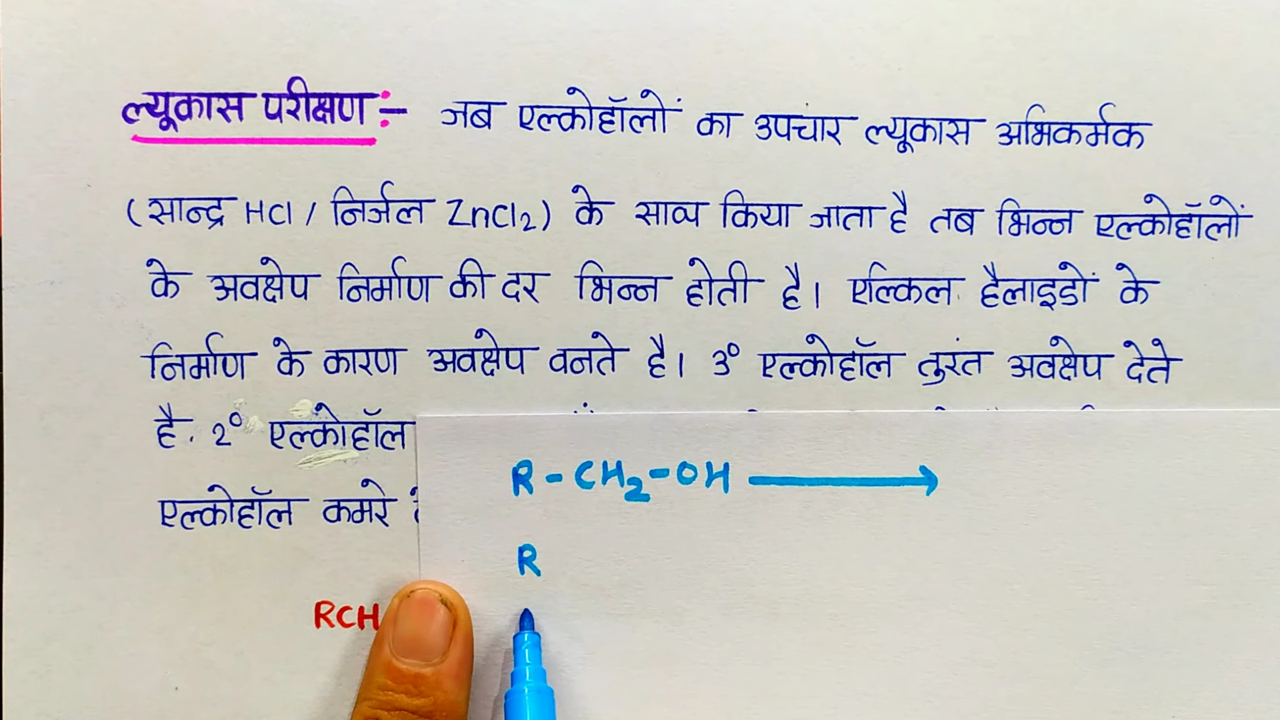 ल्यूकास परीक्षण :- जब एल्कोहॉलों का उपचार ल्यूकास अभिकर्मक
(सान्द्र HCl / निर्जल ZnCl2) के साथ किया जाता है तब भिन्न एल्कोहॉलों
के अवक्षेप निर्माण की दर भिन्न होती है। एल्किल हैलाइडों के
निर्माण के कारण अवक्षेप बनते है। 3° एल्कोहॉल तुरंत अवक्षेप देते
है. 2° एल्कोहॉल
R-CH2-OH →
एल्कोहॉल कमरे
R
RCH